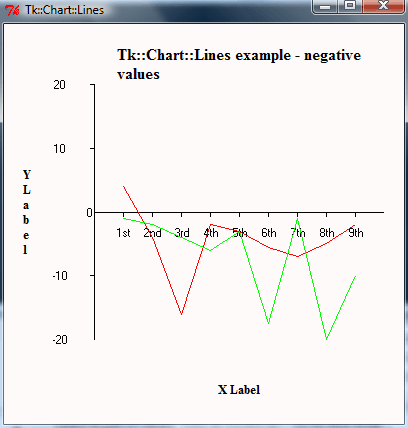 Tk::Chart::Lines
Tk::Chart::Lines example - negative
values
20
10
0
-10
-20
Y Label
1st 2nd 3rd 4th 5th 6th 7th 8th 9th
X Label